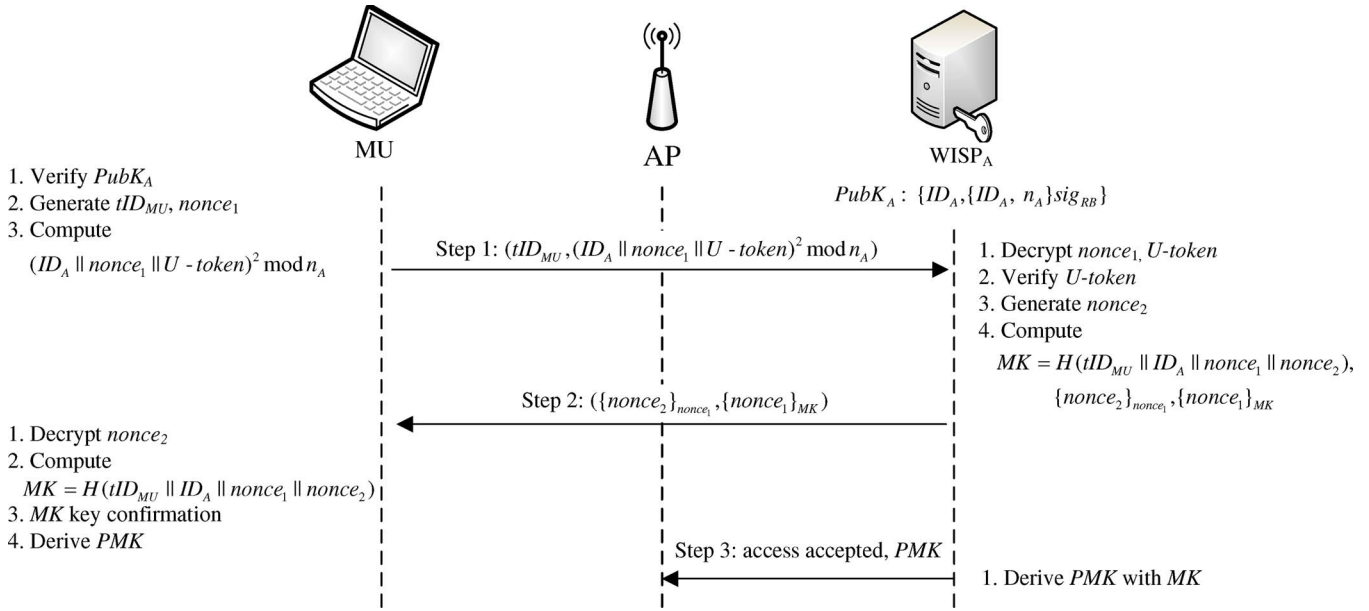 MU
AP
WISP_A
1. Verify PubK_A
2. Generate tID_MU, nonce_1
3. Compute
(ID_A || nonce_1 || U - token)^2 mod n_A
PubK_A : {ID_A,{ID_A, n_A}sig_RB}
Step 1: (tID_MU,(ID_A || nonce_1 || U - token)^2 mod n_A)
1. Decrypt nonce_1, U-token
2. Verify U-token
3. Generate nonce_2
4. Compute
MK = H(tID_MU || ID_A || nonce_1 || nonce_2),
{nonce_2}_nonce_1,{nonce_1}_MK
Step 2: ({nonce_2}_nonce_1,{nonce_1}_MK)
1. Decrypt nonce_2
2. Compute
MK = H(tID_MU || ID_A || nonce_1 || nonce_2)
3. MK key confirmation
4. Derive PMK
Step 3: access accepted, PMK
1. Derive PMK with MK